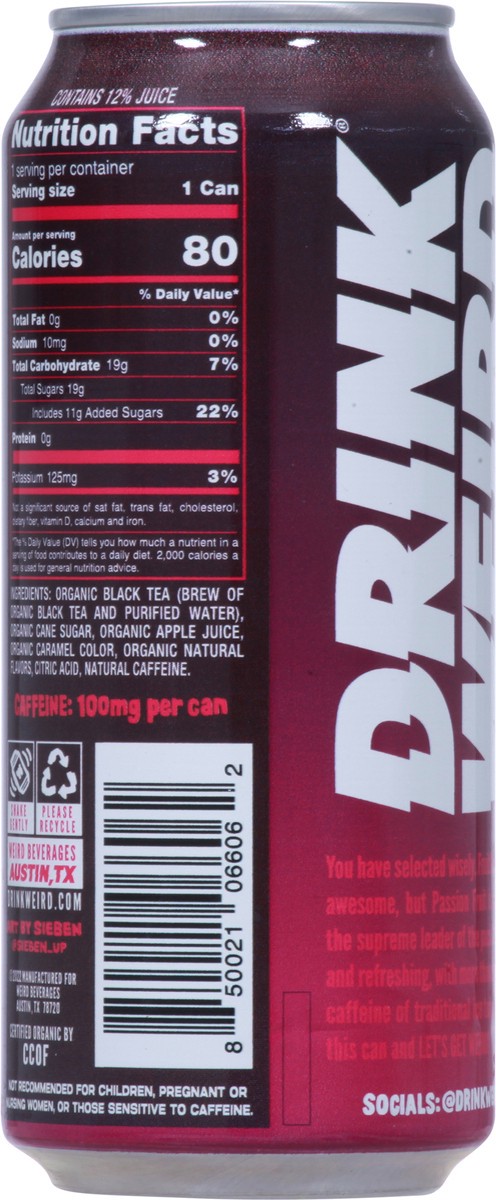 CONTAINS 12% JUICE
Nutrition Facts
1 serving per container
Serving size 1 Can
Amount per serving
Calories 80
% Daily Value*
Total Fat 0g 0%
Sodium 10mg 0%
Total Carbohydrate 19g 7%
Total Sugars 19g
Includes 11g Added Sugars 22%
Protein 0g
Potassium 125mg 3%
Not a significant source of sat fat, trans fat, cholesterol,
dietary fiber, vitamin D, calcium and iron.
*The % Daily Value (DV) tells you how much a nutrient in a
serving of food contributes to a daily diet. 2,000 calories a
day is used for general nutrition advice.
INGREDIENTS: ORGANIC BLACK TEA (BREW OF
ORGANIC BLACK TEA AND PURIFIED WATER),
ORGANIC CANE SUGAR, ORGANIC APPLE JUICE,
ORGANIC CARAMEL COLOR, ORGANIC NATURAL
FLAVORS, CITRIC ACID, NATURAL CAFFEINE.
CAFFEINE: 100mg per can
SHAKE
GENTLY
PLEASE
RECYCLE
WEIRD BEVERAGES
AUSTIN, TX
DRINKWEIRD.COM
ART BY SIEBEN
@SIEBEN_UP
©2022 MANUFACTURED FOR
WEIRD BEVERAGES
AUSTIN, TX 78720
CERTIFIED ORGANIC BY
CCOF
8 50021 06606 2
NOT RECOMMENDED FOR CHILDREN, PREGNANT OR
NURSING WOMEN, OR THOSE SENSITIVE TO CAFFEINE.
®
DRINK
WEIRD
You have selected wisely,
awesome, but Passion
the supreme leader of
and refreshing, with
caffeine of traditional
this can and LET'S GET
SOCIALS: @DRINKW